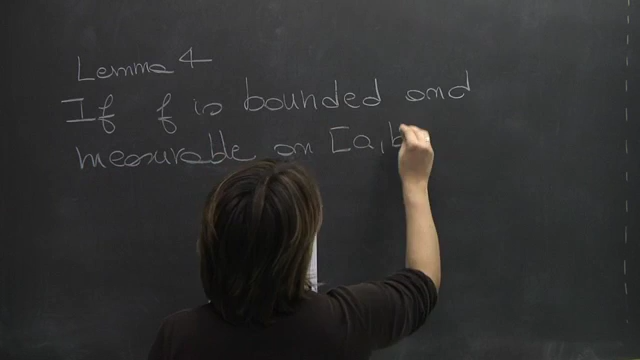 Lemma 4
If f is bounded and
measurable on [a,b